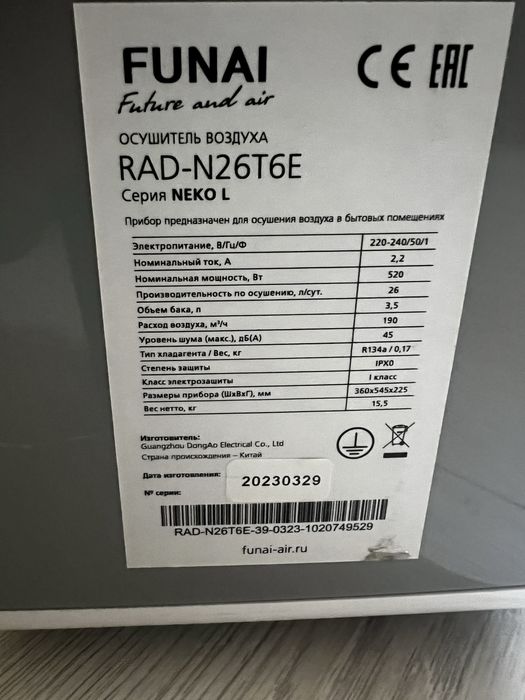 FUNAI CE EAC
Future and air
ОСУШИТЕЛЬ ВОЗДУХА
RAD-N26T6E
Серия NEKO L
Прибор предназначен для осушения воздуха в бытовых помещениях
Электропитание, В/Гц/Ф 220-240/50/1
Номинальный ток, А 2,2
Номинальная мощность, Вт 520
Производительность по осушению, л/сут. 26
Объем бака, л 3,5
Расход воздуха, м³/ч 190
Уровень шума (макс.), дБ(А) 45
Тип хладагента / Вес, кг R134a / 0,17
Степень защиты IPX0
Класс электрозащиты I класс
Размеры прибора (ШхВхГ), мм 360x545x225
Вес нетто, кг 15,5
Изготовитель:
Guangzhou DongAo Electrical Co., Ltd
Страна происхождения – Китай
Дата изготовления: 20230329
№ серии:
RAD-N26T6E-39-0323-1020749529
funai-air.ru